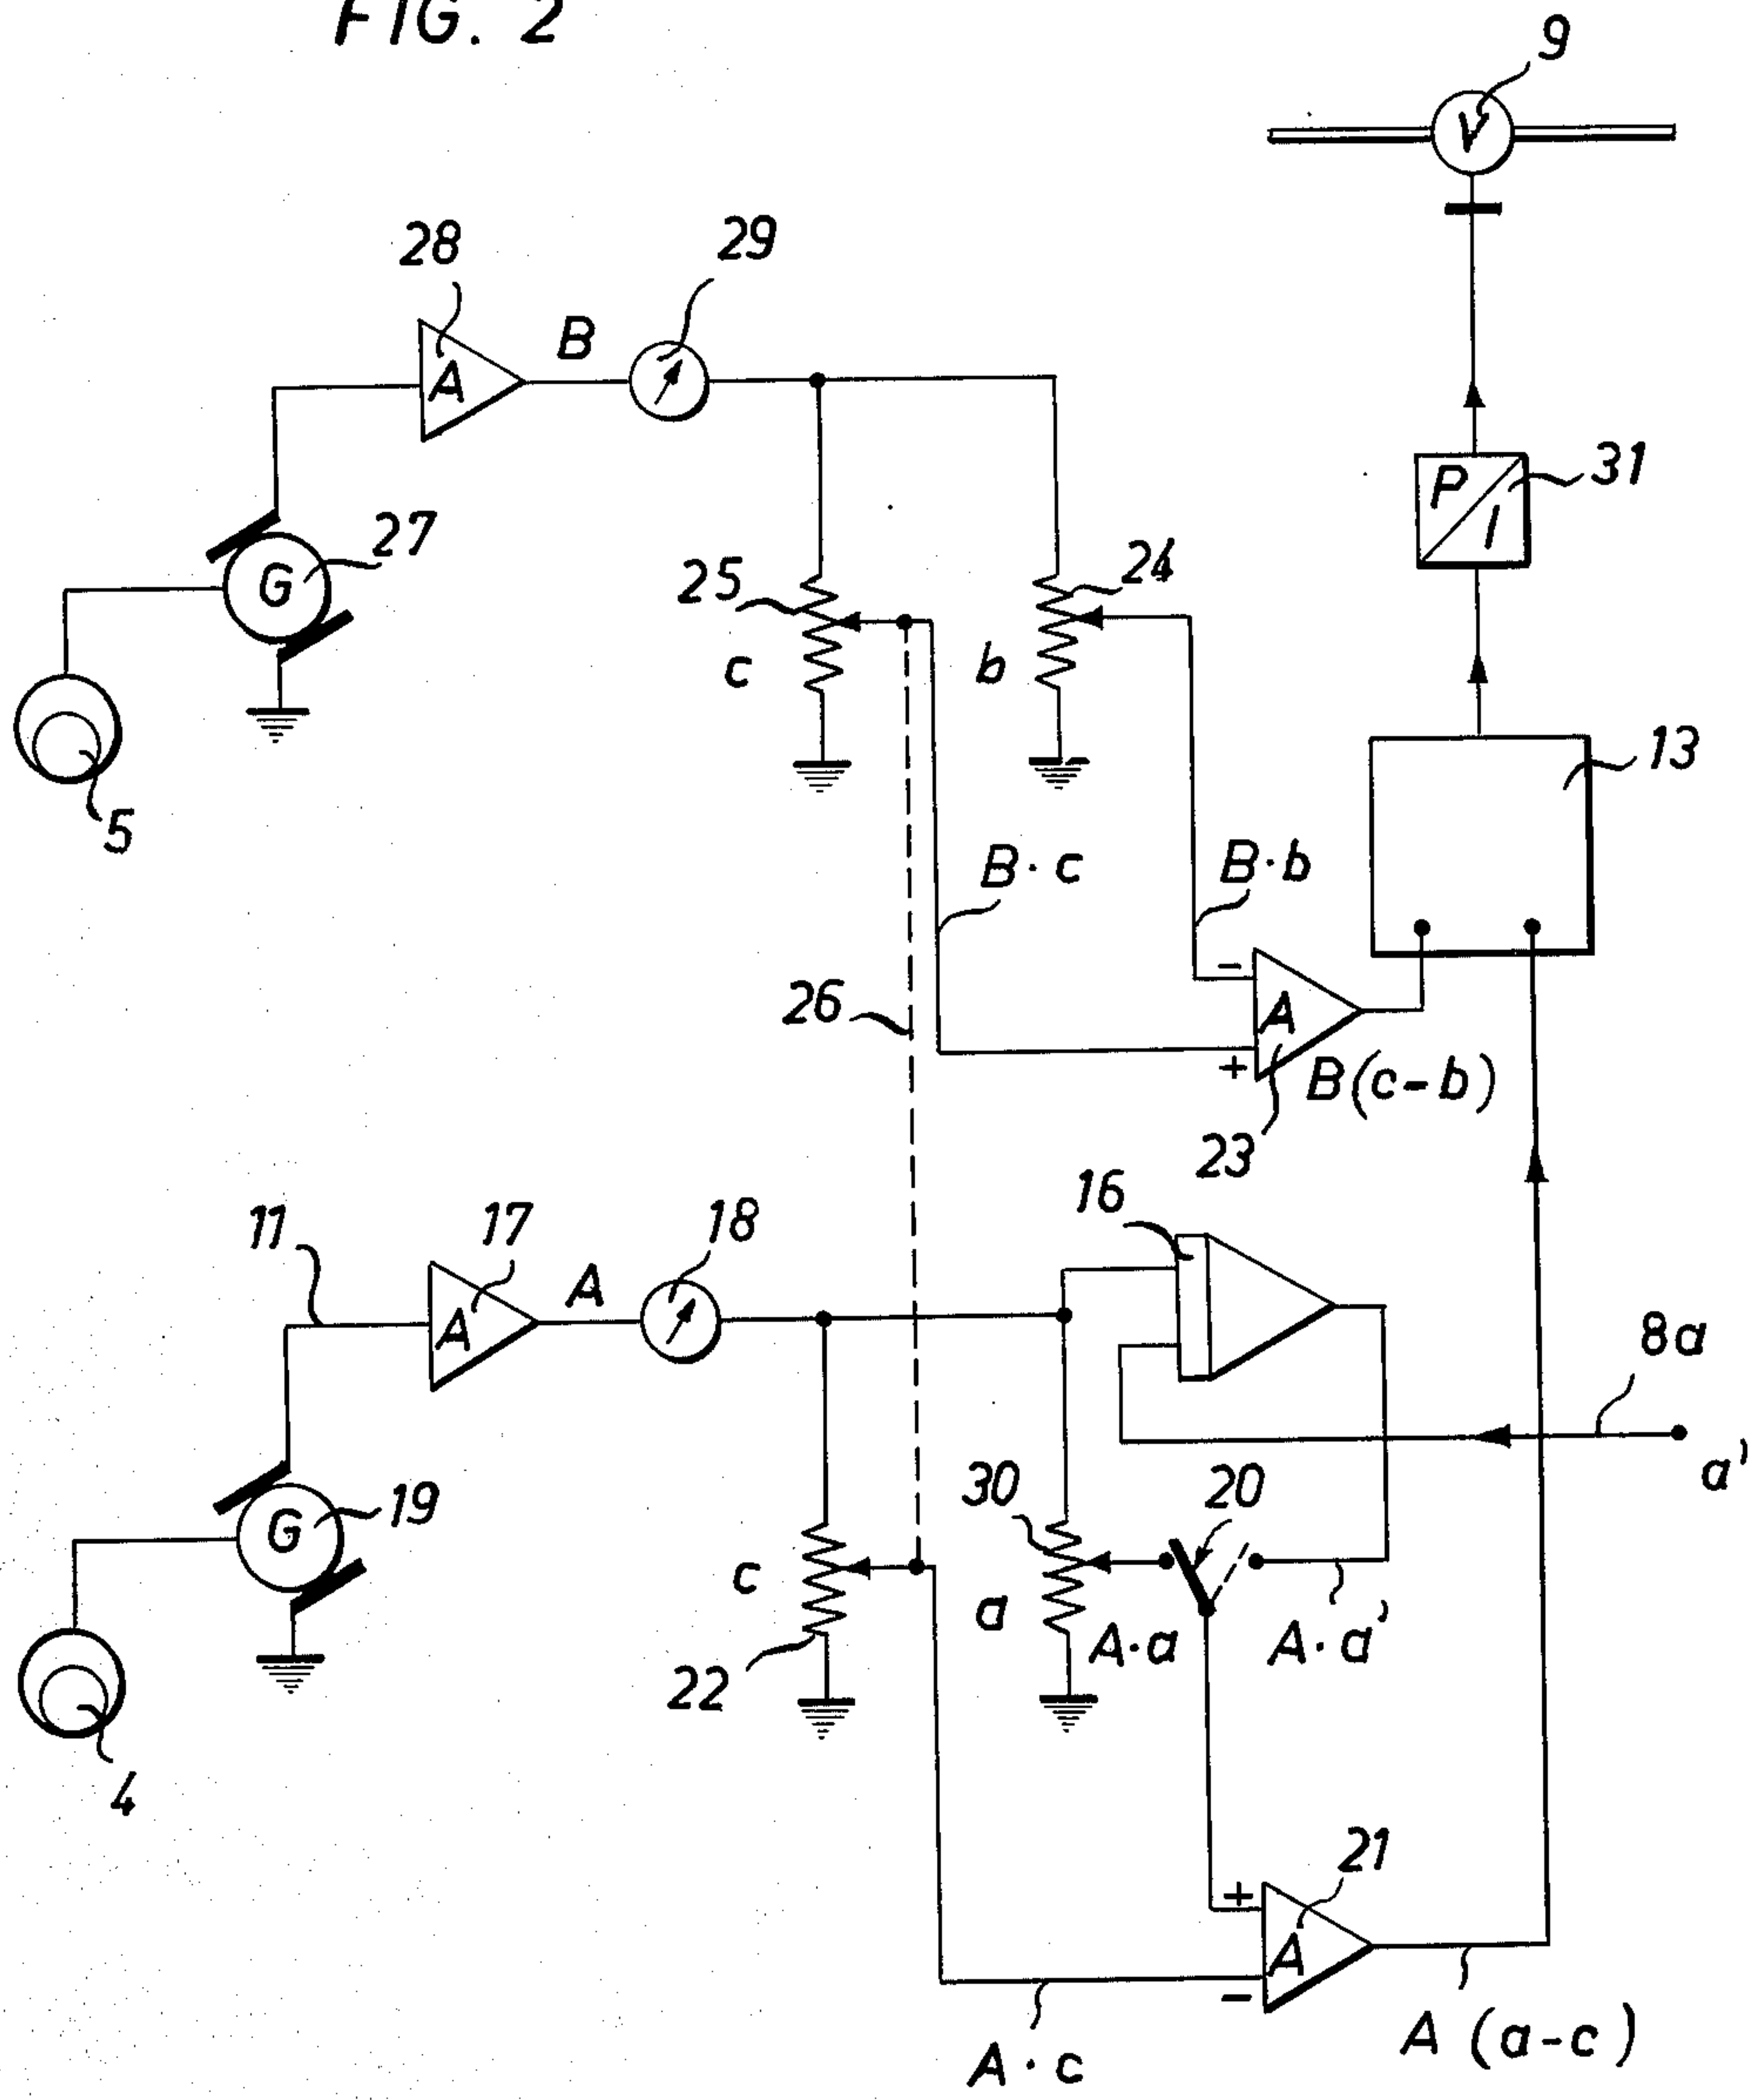 FIG. 2
9
V
28
29
B
A
31
P
I
27
G
25
24
c
b
13
5
B·c
B·b
-
26
A
+
B(c-b)
23
16
11
17
18
A
A
8a
a'
30
20
19
G
c
a
A·a
A·a'
22
4
21
+
A
-
A (a-c)
A·c